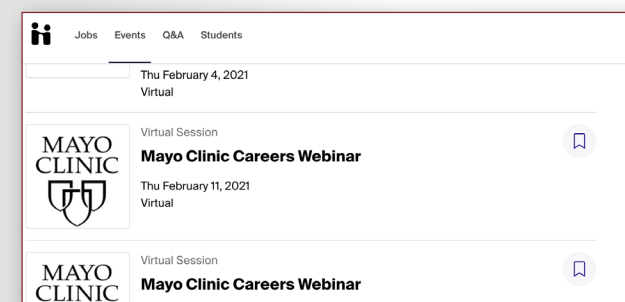 Jobs Events Q&A Students
Thu February 4, 2021
Virtual
MAYO
CLINIC
Virtual Session
Mayo Clinic Careers Webinar
Thu February 11, 2021
Virtual
MAYO
CLINIC
Virtual Session
Mayo Clinic Careers Webinar